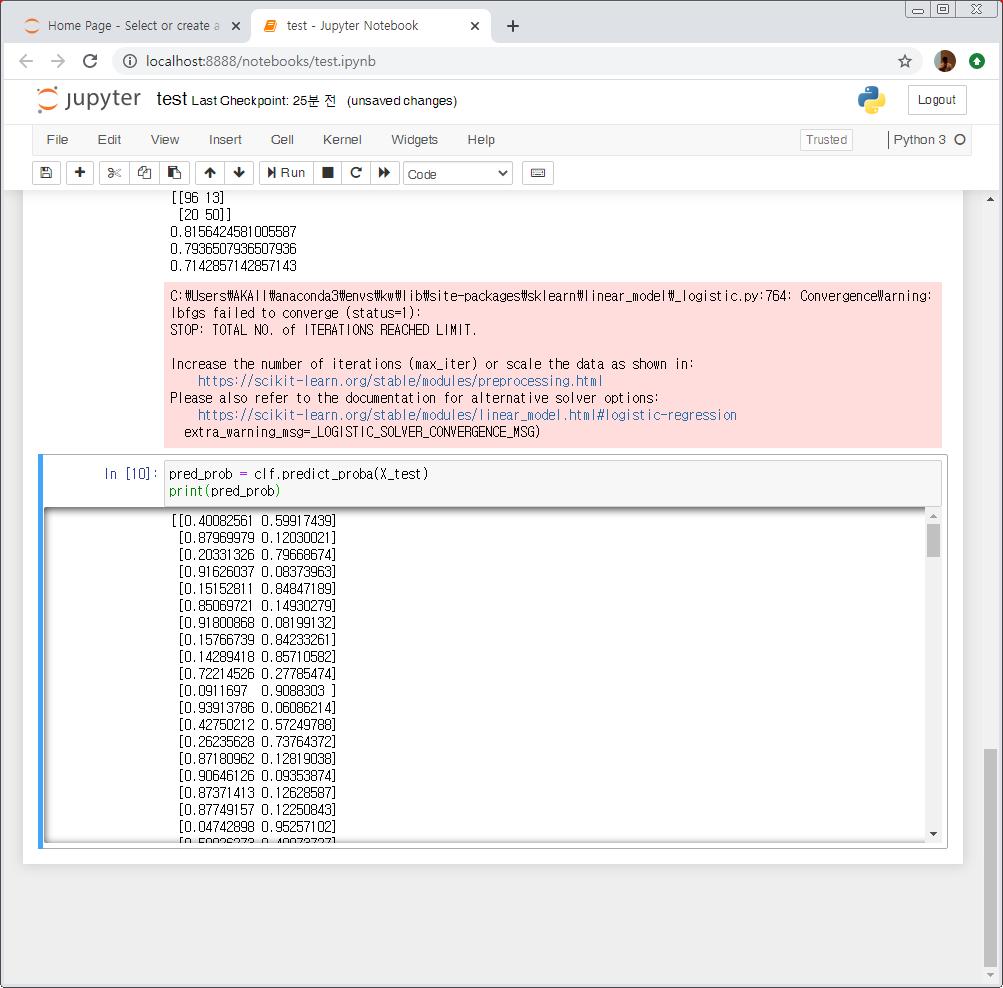 Home Page - Select or create a
test - Jupyter Notebook
localhost:8888/notebooks/test.ipynb
jupyter test Last Checkpoint: 25분 전 (unsaved changes)
Logout
File Edit View Insert Cell Kernel Widgets Help
Trusted
Python 3
Run
Code
[[96 13]
[20 50]]
0.8156424581005587
0.7936507936507936
0.7142857142857143
C:₩Users₩AKAII₩anaconda3₩envs₩kw₩lib₩site-packages₩sklearn₩linear_model₩_logistic.py:764: ConvergenceWarning:
lbfgs failed to converge (status=1):
STOP: TOTAL NO. of ITERATIONS REACHED LIMIT.
Increase the number of iterations (max_iter) or scale the data as shown in:
https://scikit-learn.org/stable/modules/preprocessing.html
Please also refer to the documentation for alternative solver options:
https://scikit-learn.org/stable/modules/linear_model.html#logistic-regression
extra_warning_msg=_LOGISTIC_SOLVER_CONVERGENCE_MSG)
In [10]:
pred_prob = clf.predict_proba(X_test)
print(pred_prob)
[[0.40082561 0.59917439]
[0.87969979 0.12030021]
[0.20331326 0.79668674]
[0.91626037 0.08373963]
[0.15152811 0.84847189]
[0.85069721 0.14930279]
[0.91800868 0.08199132]
[0.15766739 0.84233261]
[0.14289418 0.85710582]
[0.72214526 0.27785474]
[0.0911697 0.9088303 ]
[0.93913786 0.06086214]
[0.42750212 0.57249788]
[0.26235628 0.73764372]
[0.87180962 0.12819038]
[0.90646126 0.09353874]
[0.87371413 0.12628587]
[0.87749157 0.12250843]
[0.04742898 0.95257102]